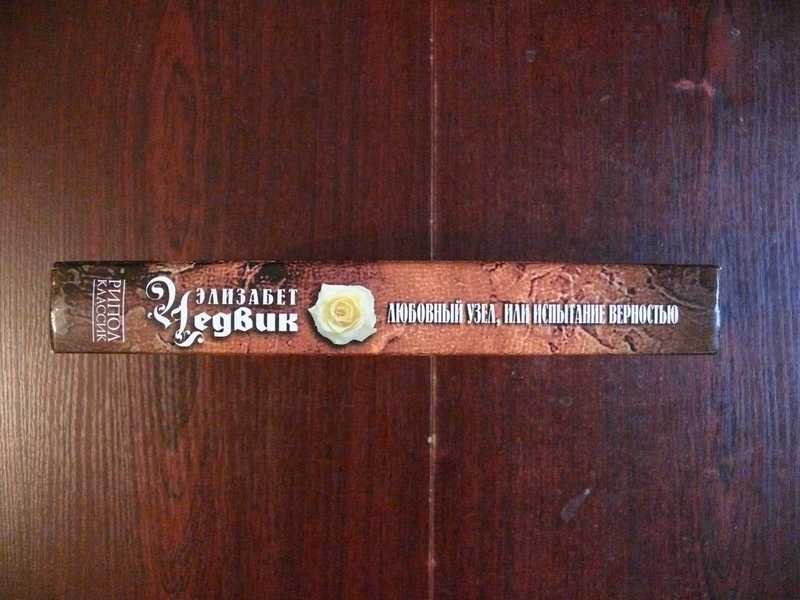 РИПОЛ
КЛАССИК
ЭЛИЗАБЕТ
Чедвик
ЛЮБОВНЫЙ УЗЕЛ, ИЛИ ИСПЫТАНИЕ ВЕРНОСТЬЮ